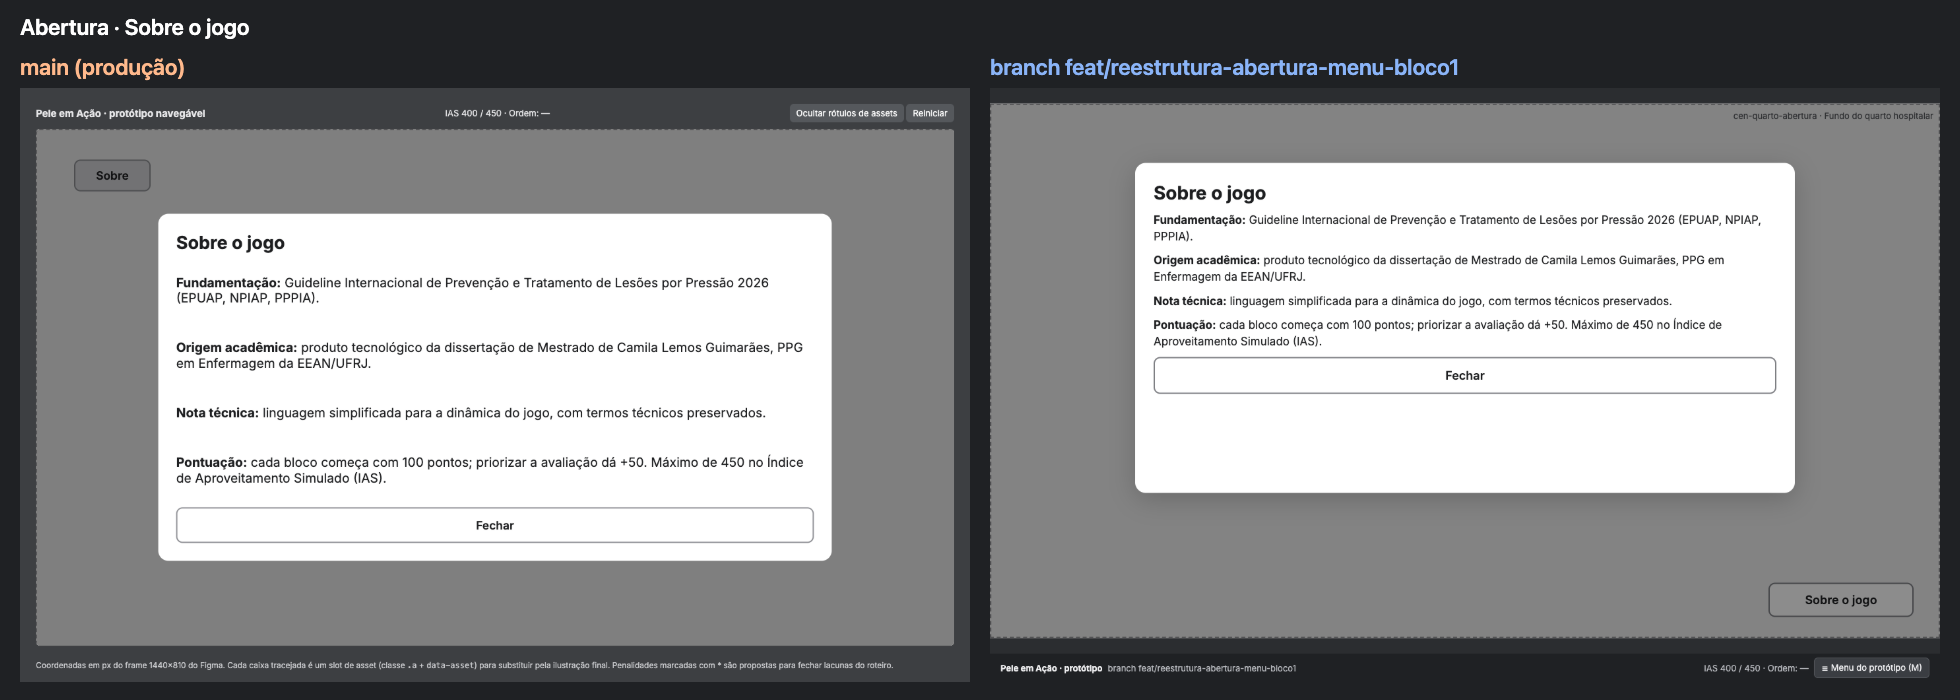 Abertura · Sobre o jogo
main (produção)
Pele em Ação · protótipo navegável
IAS 400 / 450 · Ordem: —
Ocultar rótulos de assets
Reiniciar
Sobre
Sobre o jogo
Fundamentação: Guideline Internacional de Prevenção e Tratamento de Lesões por Pressão 2026
(EPUAP, NPIAP, PPPIA).
Origem acadêmica: produto tecnológico da dissertação de Mestrado de Camila Lemos Guimarães, PPG
em Enfermagem da EEAN/UFRJ.
Nota técnica: linguagem simplificada para a dinâmica do jogo, com termos técnicos preservados.
Pontuação: cada bloco começa com 100 pontos; priorizar a avaliação dá +50. Máximo de 450 no Índice
de Aproveitamento Simulado (IAS).
Fechar
Coordenadas em px do frame 1440×810 do Figma. Cada caixa tracejada é um slot de asset (classe .a + data-asset) para substituir pela ilustração final. Penalidades marcadas com * são propostas para fechar lacunas do roteiro.
branch feat/reestrutura-abertura-menu-bloco1
cen-quarto-abertura · Fundo do quarto hospitalar
Sobre o jogo
Fundamentação: Guideline Internacional de Prevenção e Tratamento de Lesões por Pressão 2026 (EPUAP, NPIAP,
PPPIA).
Origem acadêmica: produto tecnológico da dissertação de Mestrado de Camila Lemos Guimarães, PPG em
Enfermagem da EEAN/UFRJ.
Nota técnica: linguagem simplificada para a dinâmica do jogo, com termos técnicos preservados.
Pontuação: cada bloco começa com 100 pontos; priorizar a avaliação dá +50. Máximo de 450 no Índice de
Aproveitamento Simulado (IAS).
Fechar
Sobre o jogo
Pele em Ação · protótipo branch feat/reestrutura-abertura-menu-bloco1
IAS 400 / 450 · Ordem: —
≡ Menu do protótipo (M)